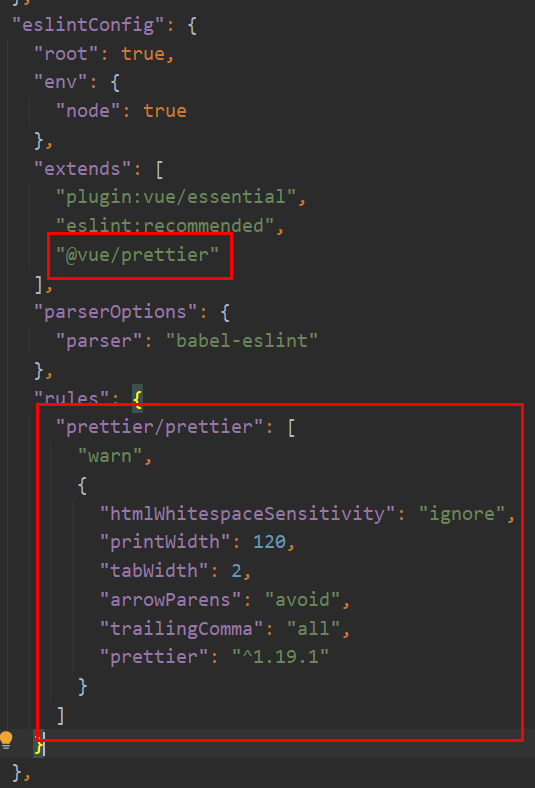 },
"eslintConfig": {
"root": true,
"env": {
"node": true
},
"extends": [
"plugin:vue/essential",
"eslint:recommended",
"@vue/prettier"
],
"parserOptions": {
"parser": "babel-eslint"
},
"rules": {
"prettier/prettier": [
"warn",
{
"htmlWhitespaceSensitivity": "ignore",
"printWidth": 120,
"tabWidth": 2,
"arrowParens": "avoid",
"trailingComma": "all",
"prettier": "^1.19.1"
}
]
}
},